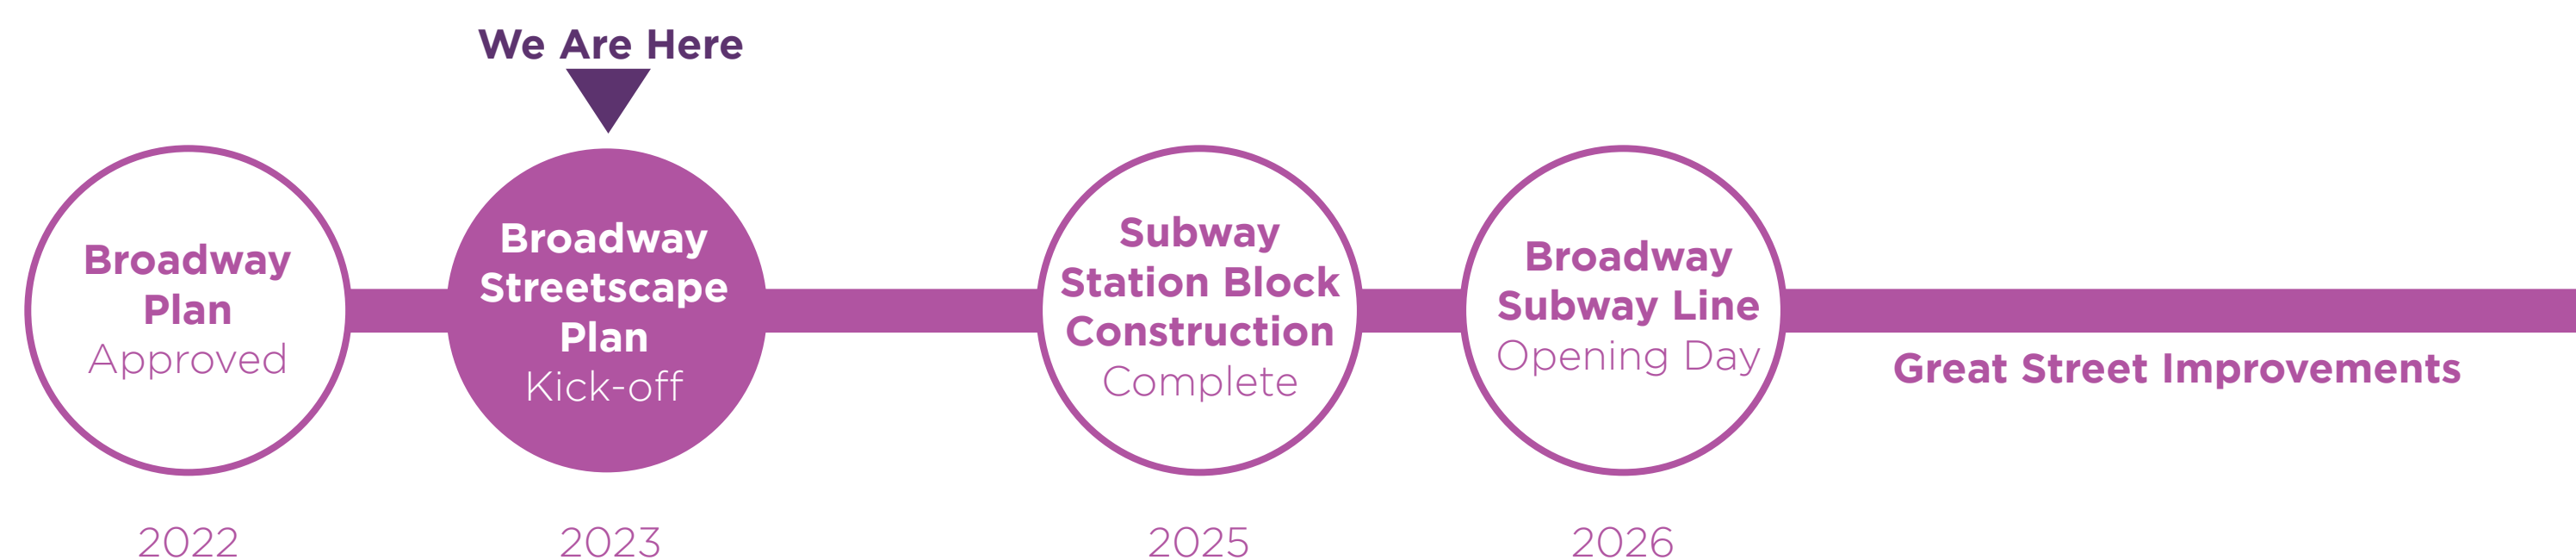 We Are Here
Broadway
Plan
Approved
Broadway
Streetscape
Plan
Kick-off
Subway
Station Block
Construction
Complete
Broadway
Subway Line
Opening Day
Great Street Improvements
2022
2023
2025
2026